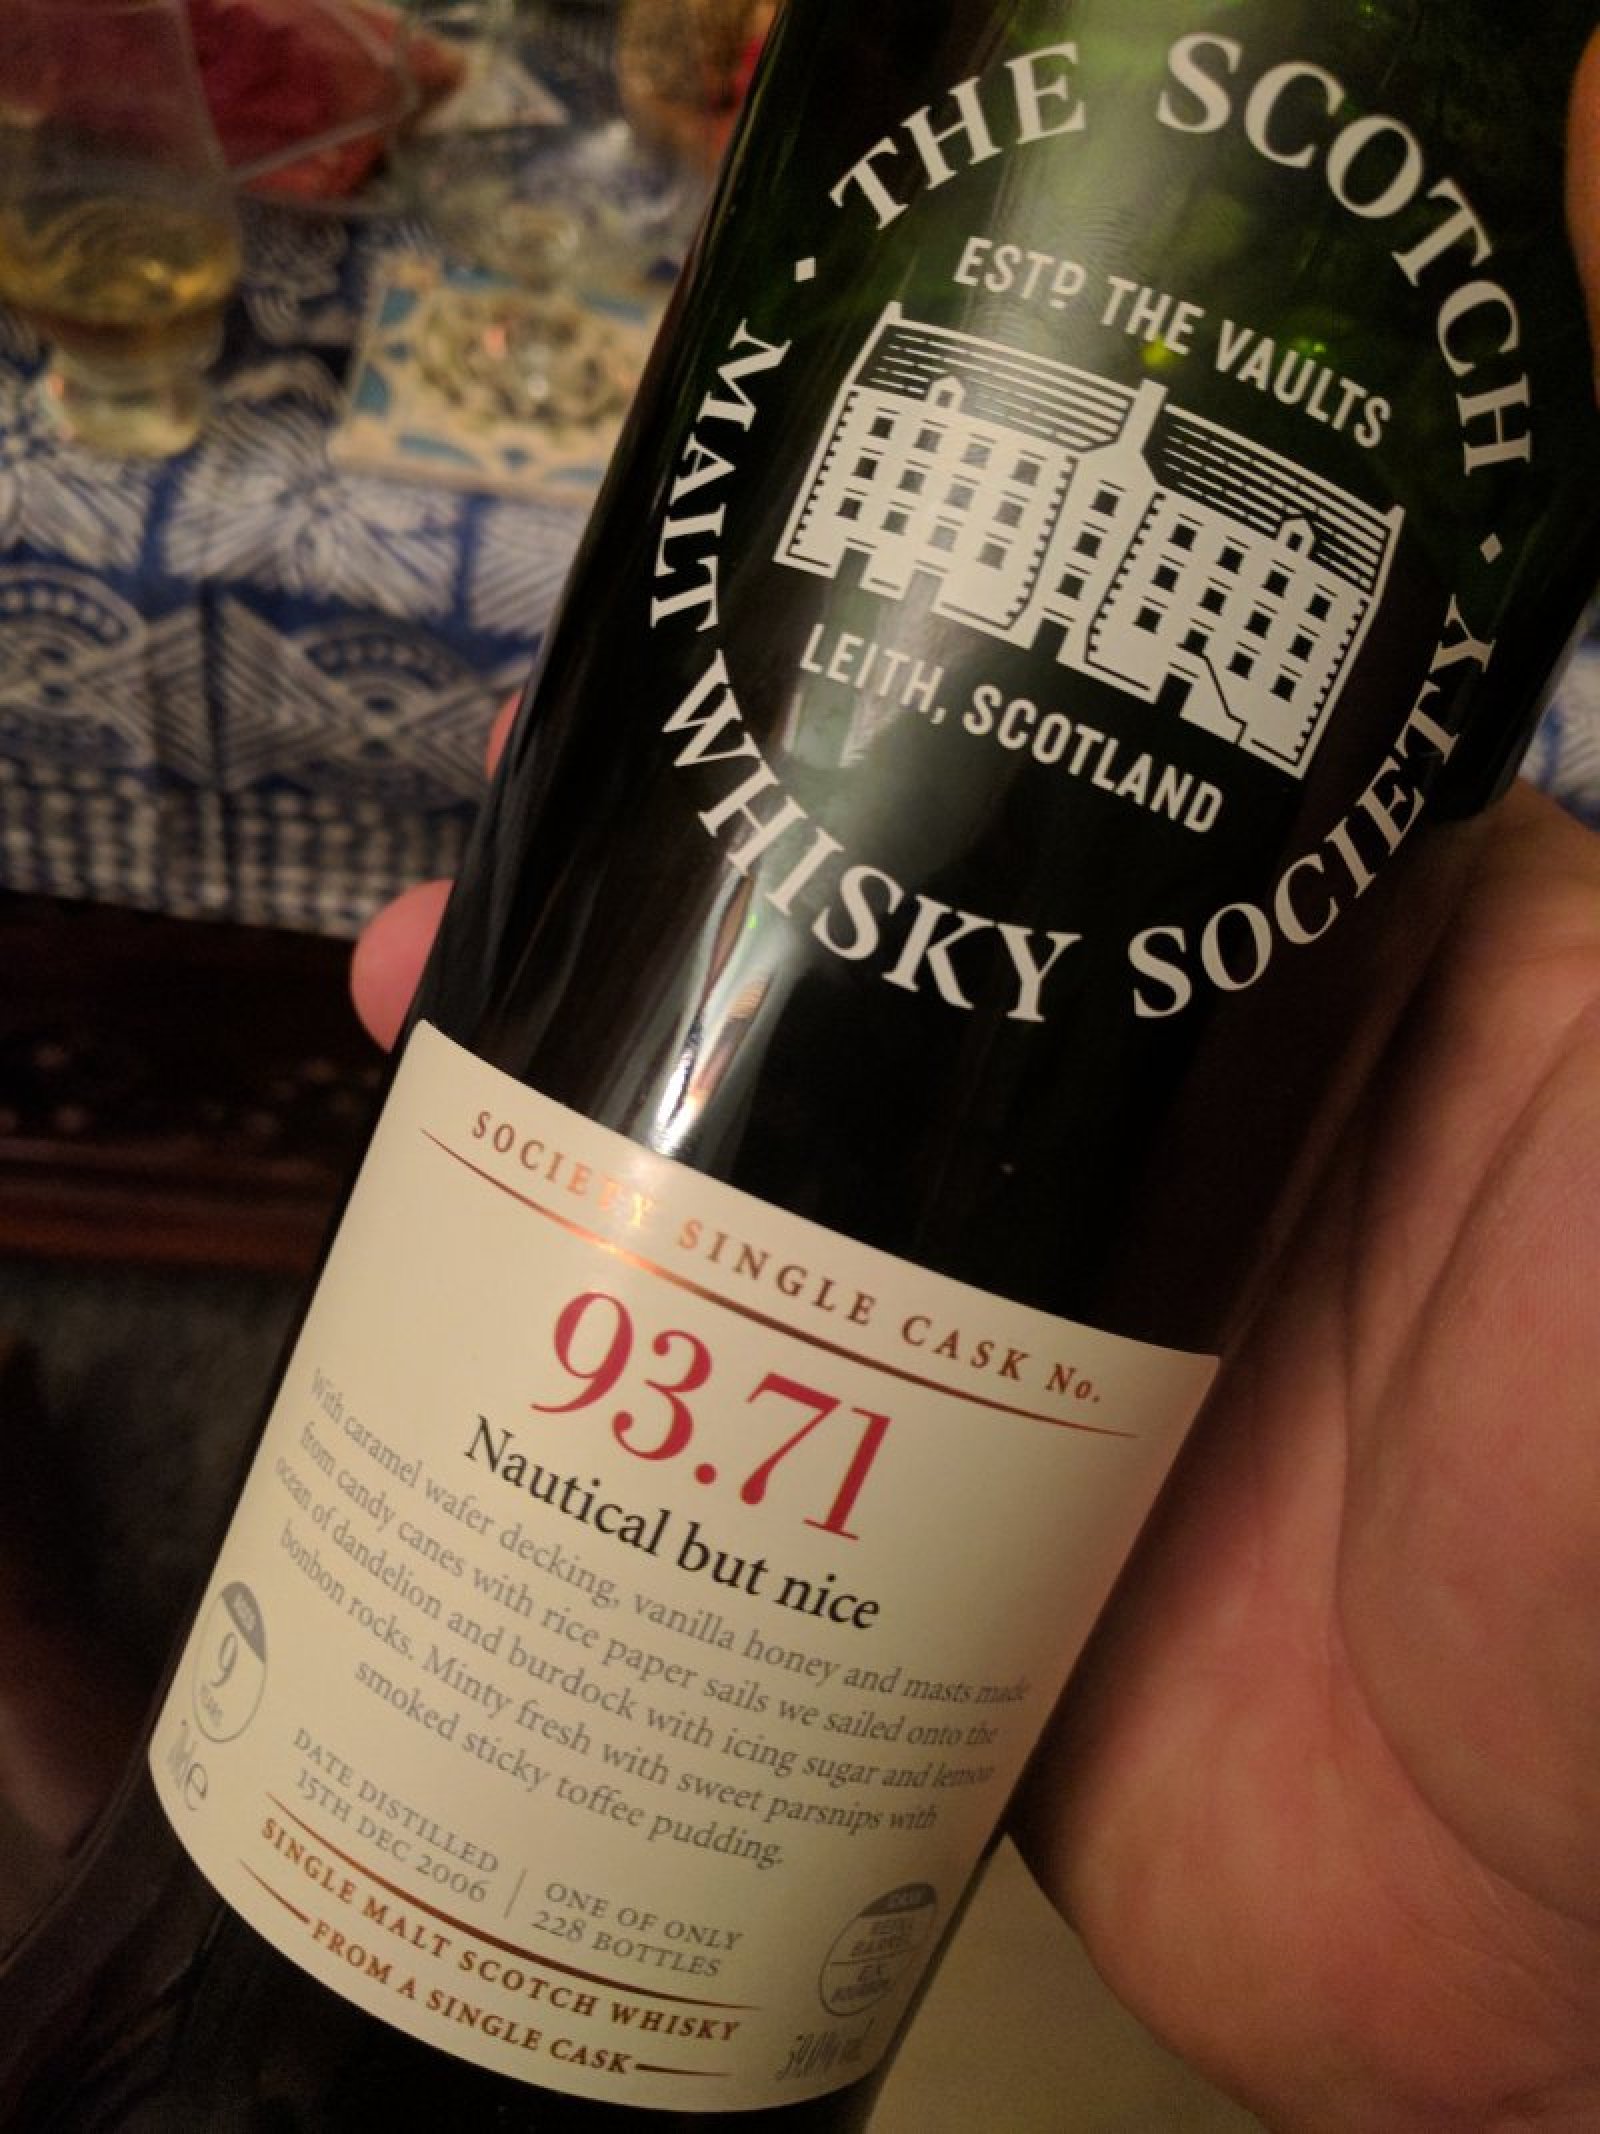 THE SCOTCH
MALT WHISKY SOCIETY
ESTD THE VAULTS
LEITH, SCOTLAND
SOCIETY SINGLE CASK No.
93.71
Nautical but nice
With caramel wafer decking, vanilla honey and masts made
from candy canes with rice paper sails we sailed onto the
ocean of dandelion and burdock with icing sugar and lemon
bonbon rocks. Minty fresh with sweet parsnips with
smoked sticky toffee pudding.
AGED
9
YEARS
DATE DISTILLED
15TH DEC 2006
ONE OF ONLY
228 BOTTLES
BARREL
SINGLE MALT SCOTCH WHISKY
FROM A SINGLE CASK